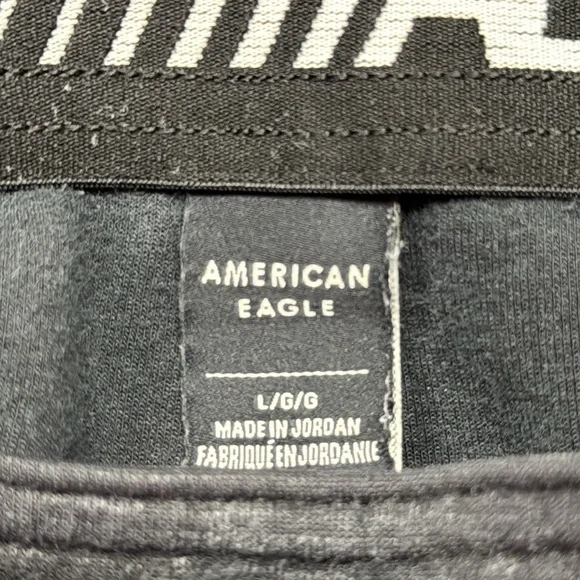 AMERICAN
EAGLE
L/G/G
MADE IN JORDAN
FABRIQUÉ EN JORDANIE